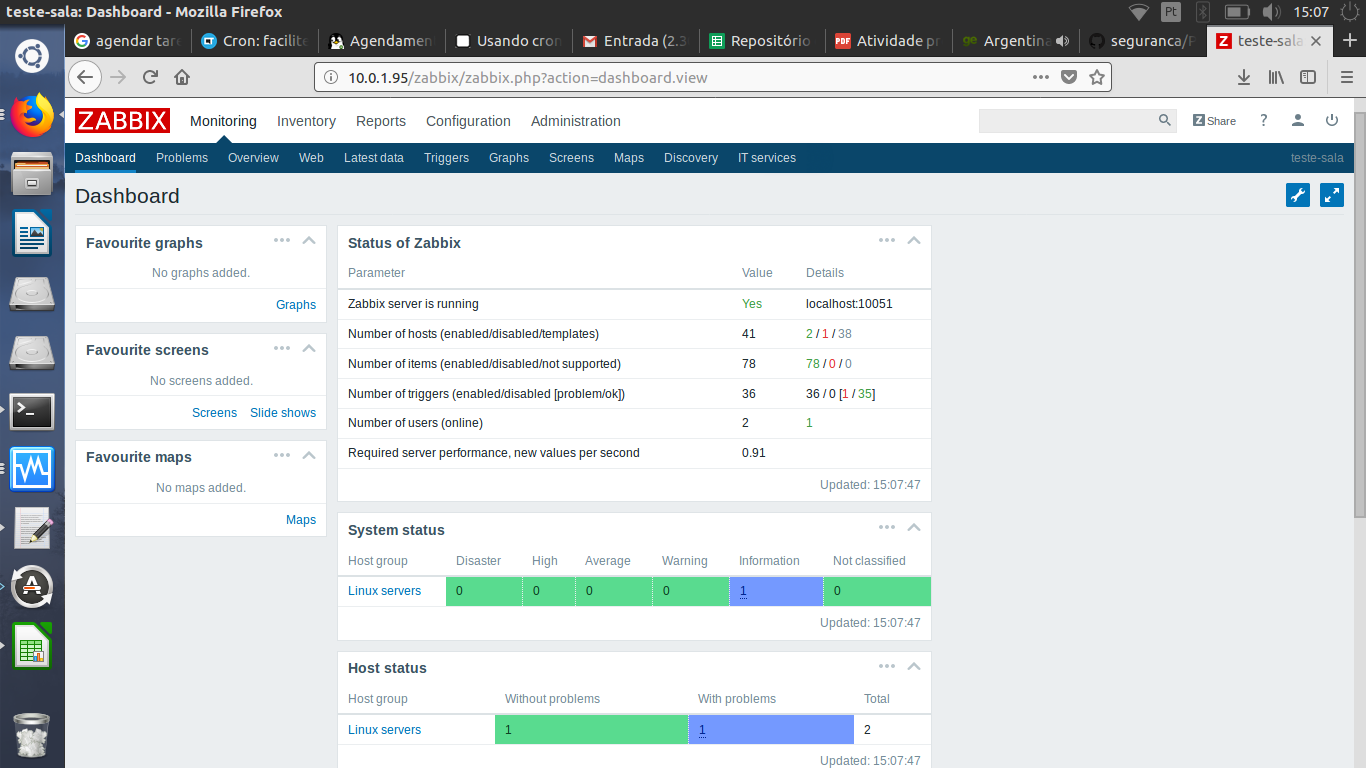 teste-sala: Dashboard - Mozilla Firefox
Pt
15:07
agendar tar
Cron: facilite
Agendamen
Usando cron
Entrada (2.3
Repositório
PDF
Atividade pr
ge
Argentina
seguranca/F
Z
teste-sala
10.0.1.95/zabbix/zabbix.php?action=dashboard.view
ZABBIX
Monitoring
Inventory
Reports
Configuration
Administration
Z Share
?
Dashboard
Problems
Overview
Web
Latest data
Triggers
Graphs
Screens
Maps
Discovery
IT services
teste-sala
Dashboard
Favourite graphs
No graphs added.
Graphs
Favourite screens
No screens added.
Screens Slide shows
Favourite maps
No maps added.
Maps
Status of Zabbix
Parameter Value Details
Zabbix server is running Yes localhost:10051
Number of hosts (enabled/disabled/templates) 41 2 / 1 / 38
Number of items (enabled/disabled/not supported) 78 78 / 0 / 0
Number of triggers (enabled/disabled [problem/ok]) 36 36 / 0 [1 / 35]
Number of users (online) 2 1
Required server performance, new values per second 0.91
Updated: 15:07:47
System status
Host group Disaster High Average Warning Information Not classified
Linux servers 0 0 0 0 1 0
Updated: 15:07:47
Host status
Host group Without problems With problems Total
Linux servers 1 1 2
Updated: 15:07:47